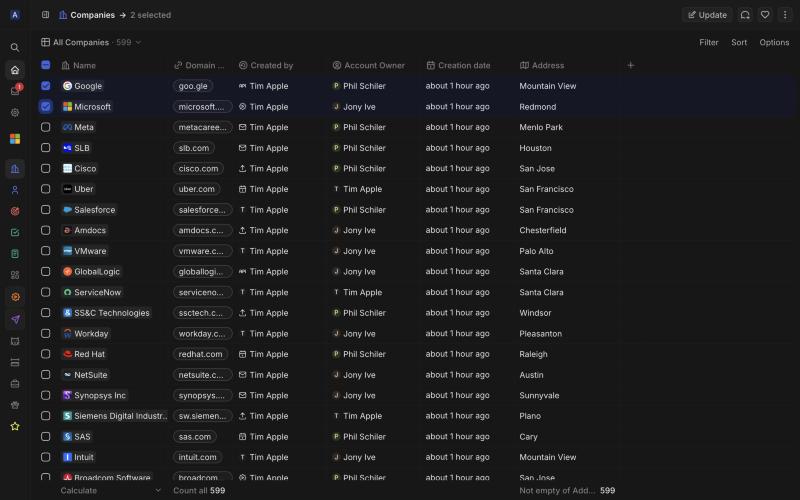 A Companies → 2 selected Update
All Companies · 599 Filter Sort Options
Name Domain ... Created by Account Owner Creation date Address
Google goo.gle API Tim Apple P Phil Schiler about 1 hour ago Mountain View
Microsoft microsoft.... Tim Apple J Jony Ive about 1 hour ago Redmond
Meta metacaree... Tim Apple P Phil Schiler about 1 hour ago Menlo Park
SLB slb.com Tim Apple P Phil Schiler about 1 hour ago Houston
Cisco cisco.com Tim Apple P Phil Schiler about 1 hour ago San Jose
Uber uber.com Tim Apple T Tim Apple about 1 hour ago San Francisco
Salesforce salesforce... T Tim Apple P Phil Schiler about 1 hour ago San Francisco
Amdocs amdocs.c... Tim Apple J Jony Ive about 1 hour ago Chesterfield
VMware vmware.c... T Tim Apple J Jony Ive about 1 hour ago Palo Alto
GlobalLogic globallogi... API Tim Apple J Jony Ive about 1 hour ago Santa Clara
ServiceNow serviceno... T Tim Apple T Tim Apple about 1 hour ago Santa Clara
SS&C Technologies ssctech.c... Tim Apple P Phil Schiler about 1 hour ago Windsor
Workday workday.c... T Tim Apple J Jony Ive about 1 hour ago Pleasanton
Red Hat redhat.com Tim Apple P Phil Schiler about 1 hour ago Raleigh
NetSuite netsuite.c... Tim Apple J Jony Ive about 1 hour ago Austin
Synopsys Inc synopsys.... Tim Apple J Jony Ive about 1 hour ago Sunnyvale
Siemens Digital Industr... sw.siemen... Tim Apple T Tim Apple about 1 hour ago Plano
SAS sas.com Tim Apple P Phil Schiler about 1 hour ago Cary
Intuit intuit.com T Tim Apple J Jony Ive about 1 hour ago Mountain View
Broadcom Software broadcom... Tim Apple P Phil Schiler about 1 hour ago San Jose
Calculate Count all 599 Not empty of Add... 599